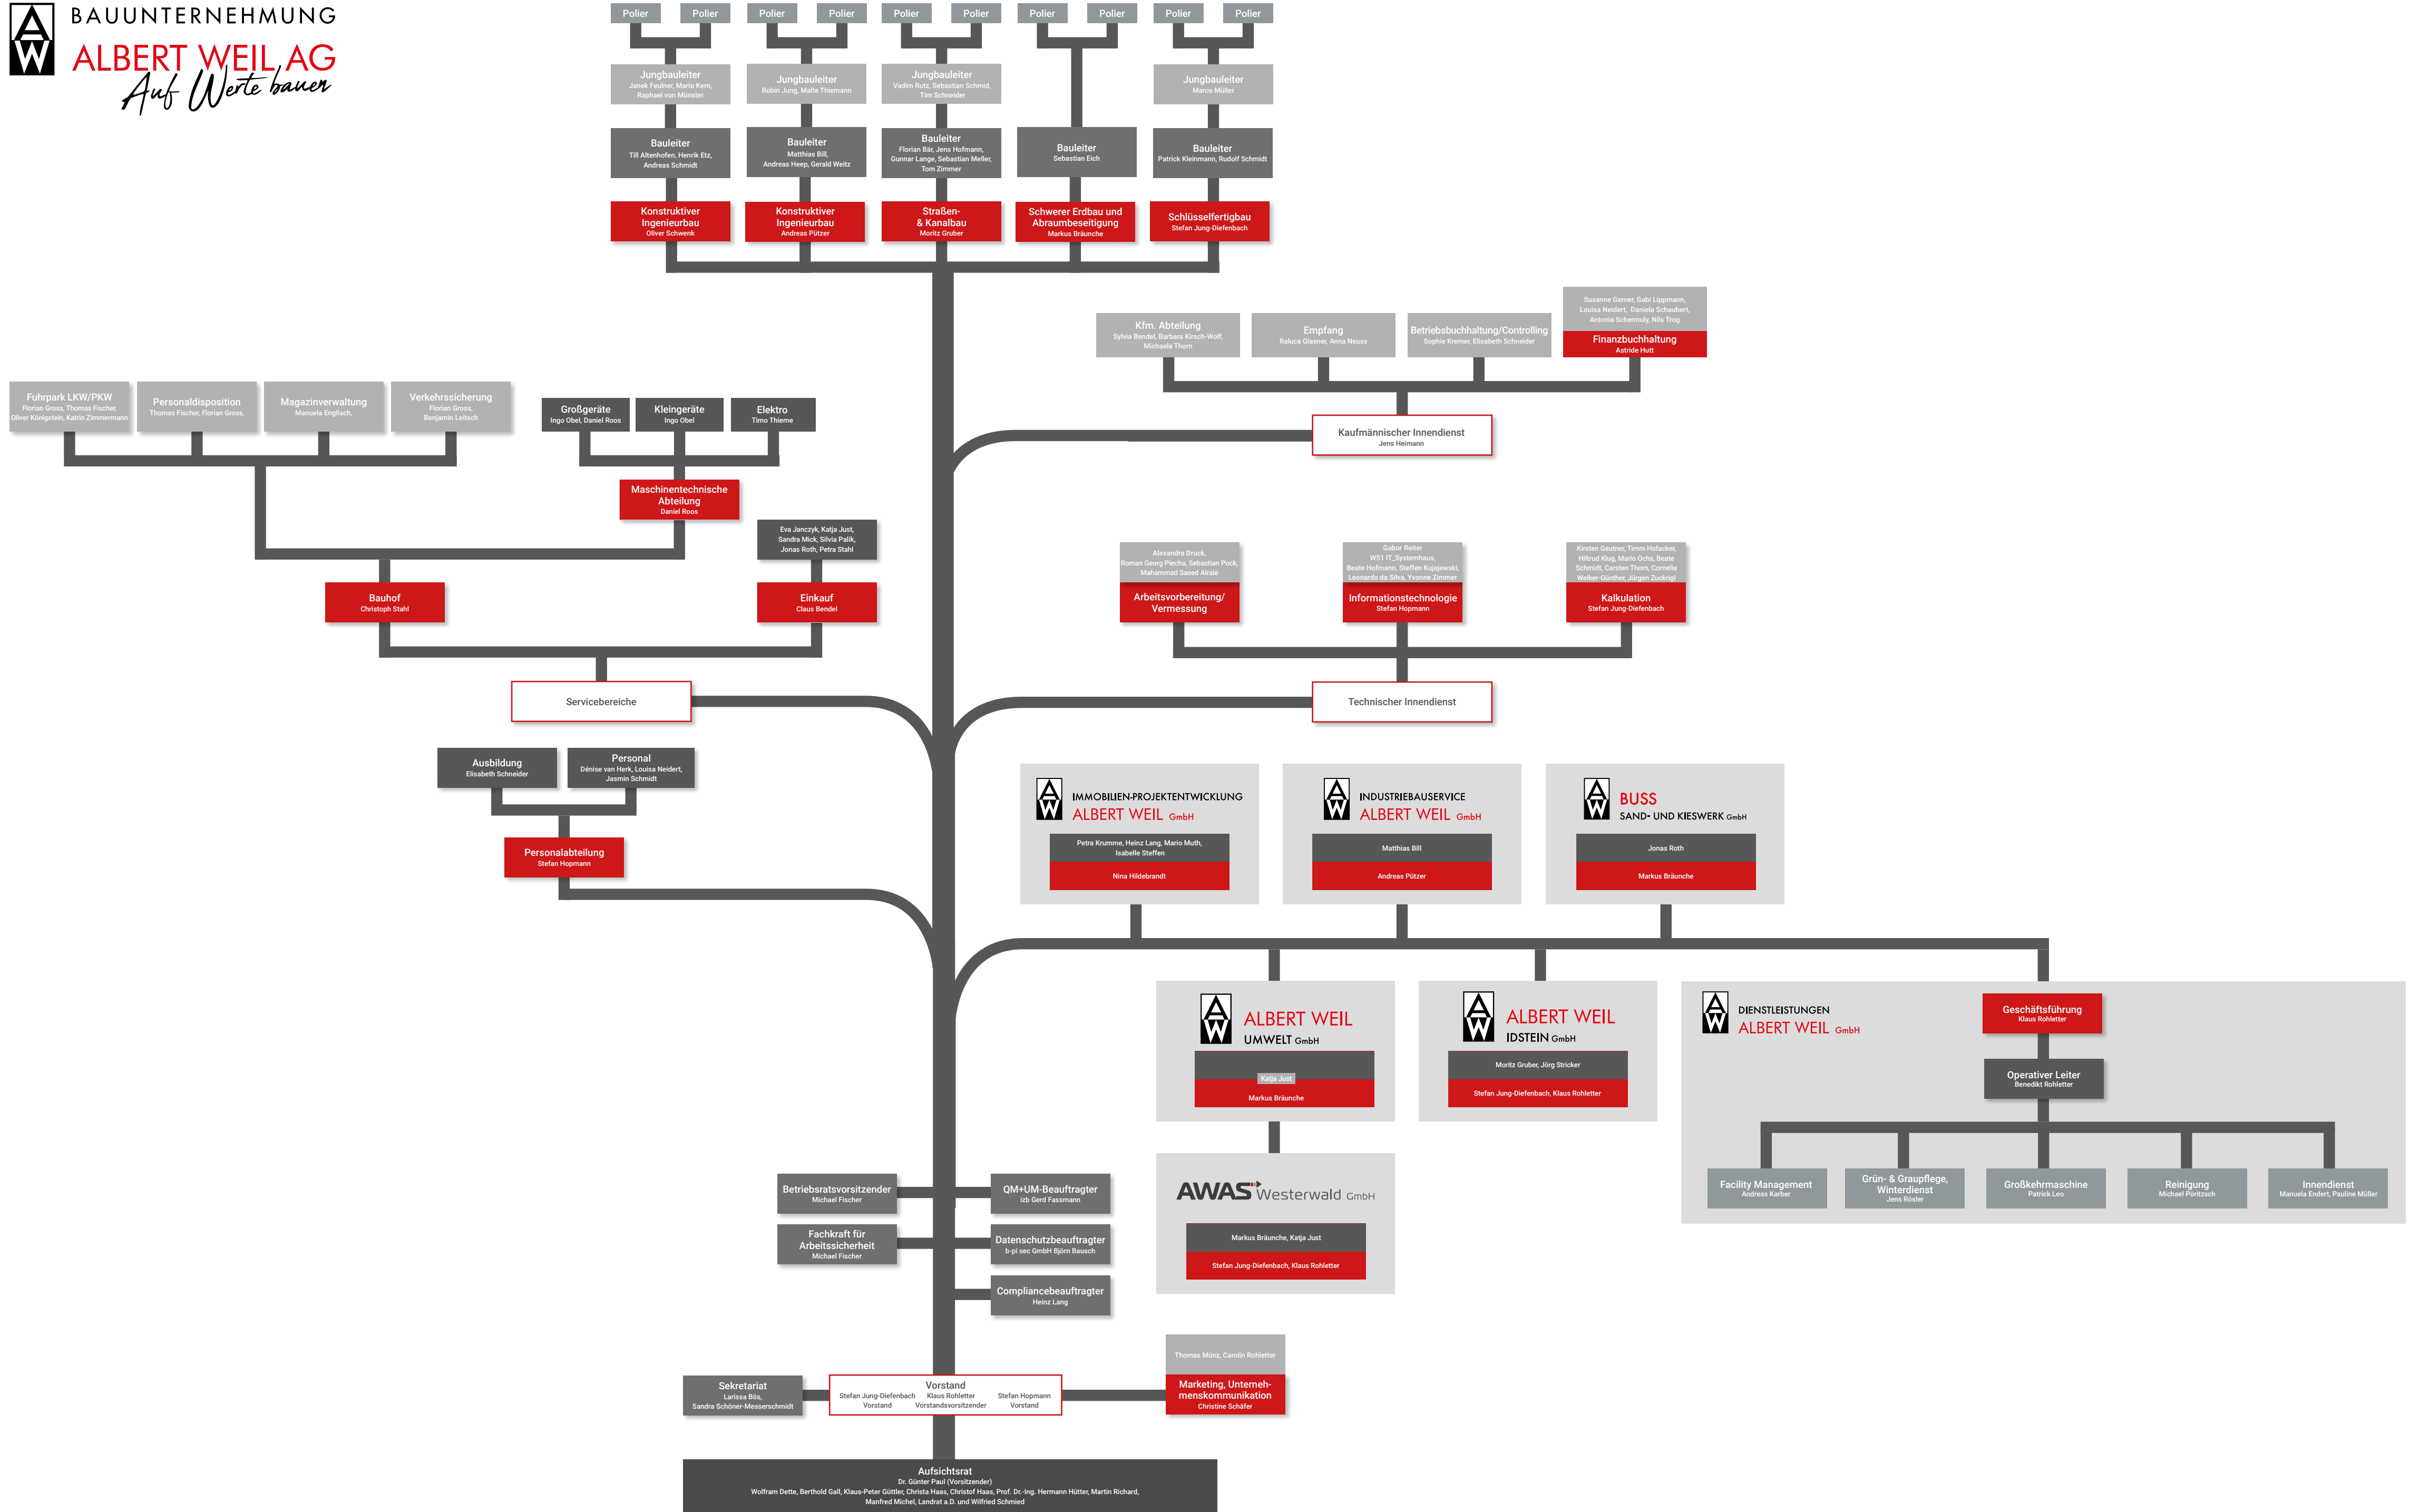 BAUUNTERNEHMUNG
ALBERT WEIL AG
Auf Werte bauen
Polier
Polier
Polier
Polier
Polier
Polier
Polier
Polier
Polier
Polier
Jungbauleiter
Janek Feulner, Mario Kern,
Raphael von Münster
Jungbauleiter
Robin Jung, Malte Thiemann
Jungbauleiter
Vadim Rutz, Sebastian Schmid,
Tim Schneider
Jungbauleiter
Marco Müller
Bauleiter
Till Altenhofen, Henrik Etz,
Andreas Schmidt
Bauleiter
Matthias Bill,
Andreas Heep, Gerald Weitz
Bauleiter
Florian Bär, Jens Hofmann,
Gunnar Lange, Sebastian Meller,
Tom Zimmer
Bauleiter
Sebastian Eich
Bauleiter
Patrick Kleinmann, Rudolf Schmidt
Konstruktiver
Ingenieurbau
Oliver Schwenk
Konstruktiver
Ingenieurbau
Andreas Pützer
Straßen-
& Kanalbau
Moritz Gruber
Schwerer Erdbau und
Abraumbeseitigung
Markus Bräunche
Schlüsselfertigbau
Stefan Jung-Diefenbach
Kfm. Abteilung
Sylvia Bendel, Barbara Kirsch-Wolf,
Michaela Thorn
Empfang
Raluca Glasner, Anna Neuss
Betriebsbuchhaltung/Controlling
Sophie Kremer, Elisabeth Schneider
Susanne Gerner, Gabi Lippmann,
Louisa Neidert, Daniela Schaubert,
Antonia Schermuly, Nils Trog
Finanzbuchhaltung
Astride Hutt
Kaufmännischer Innendienst
Jens Heimann
Fuhrpark LKW/PKW
Florian Gross, Thomas Fischer,
Oliver Königstein, Katrin Zimmermann
Personaldisposition
Thomas Fischer, Florian Gross,
Magazinverwaltung
Manuela Englisch,
Verkehrssicherung
Florian Gross,
Benjamin Leitsch
Großgeräte
Ingo Obel, Daniel Roos
Kleingeräte
Ingo Obel
Elektro
Timo Thieme
Maschinentechnische
Abteilung
Daniel Roos
Eva Janczyk, Katja Just,
Sandra Mick, Silvia Palik,
Jonas Roth, Petra Stahl
Bauhof
Christoph Stahl
Einkauf
Claus Bendel
Servicebereiche
Alexandra Druck,
Roman Georg Piecha, Sebastian Pock,
Mahammad Saeed Alraie
Arbeitsvorbereitung/
Vermessung
Gabor Reiter
W51 IT_Systemhaus,
Beate Hofmann, Steffen Kujajewski,
Leonardo da Silva, Yvonne Zimmer
Informationstechnologie
Stefan Hopmann
Kirsten Geutner, Timm Hofacker,
Hiltrud Klug, Mario Ochs, Beate
Schmidt, Carsten Thorn, Cornelia
Welker-Günther, Jürgen Zuckrigl
Kalkulation
Stefan Jung-Diefenbach
Technischer Innendienst
Ausbildung
Elisabeth Schneider
Personal
Dénise van Herk, Louisa Neidert,
Jasmin Schmidt
Personalabteilung
Stefan Hopmann
IMMOBILIEN-PROJEKTENTWICKLUNG
ALBERT WEIL GmbH
Petra Krumme, Heinz Lang, Mario Muth,
Isabelle Steffen
Nina Hildebrandt
INDUSTRIEBAUSERVICE
ALBERT WEIL GmbH
Matthias Bill
Andreas Pützer
BUSS
SAND- UND KIESWERK GmbH
Jonas Roth
Markus Bräunche
ALBERT WEIL
UMWELT GmbH
Katja Just
Markus Bräunche
ALBERT WEIL
IDSTEIN GmbH
Moritz Gruber, Jörg Stricker
Stefan Jung-Diefenbach, Klaus Rohletter
DIENSTLEISTUNGEN
ALBERT WEIL GmbH
Geschäftsführung
Klaus Rohletter
Operativer Leiter
Benedikt Rohletter
Facility Management
Andreas Karber
Grün- & Graupflege,
Winterdienst
Jens Rösler
Großkehrmaschine
Patrick Leo
Reinigung
Michael Pöritzsch
Innendienst
Manuela Endert, Pauline Müller
AWAS Westerwald GmbH
Markus Bräunche, Katja Just
Stefan Jung-Diefenbach, Klaus Rohletter
Betriebsratsvorsitzender
Michael Fischer
QM+UM-Beauftragter
izb Gerd Fassmann
Fachkraft für
Arbeitssicherheit
Michael Fischer
Datenschutzbeauftragter
b-pi sec GmbH Björn Bausch
Compliancebeauftragter
Heinz Lang
Sekretariat
Larissa Bös,
Sandra Schöner-Messerschmidt
Vorstand
Stefan Jung-Diefenbach Klaus Rohletter Stefan Hopmann
Vorstand Vorstandsvorsitzender Vorstand
Thomas Münz, Carolin Rohletter
Marketing, Unterneh-
menskommunikation
Christine Schäfer
Aufsichtsrat
Dr. Günter Paul (Vorsitzender)
Wolfram Dette, Berthold Gall, Klaus-Peter Güttler, Christa Haas, Christof Haas, Prof. Dr.-Ing. Hermann Hütter, Martin Richard,
Manfred Michel, Landrat a.D. und Wilfried Schmied